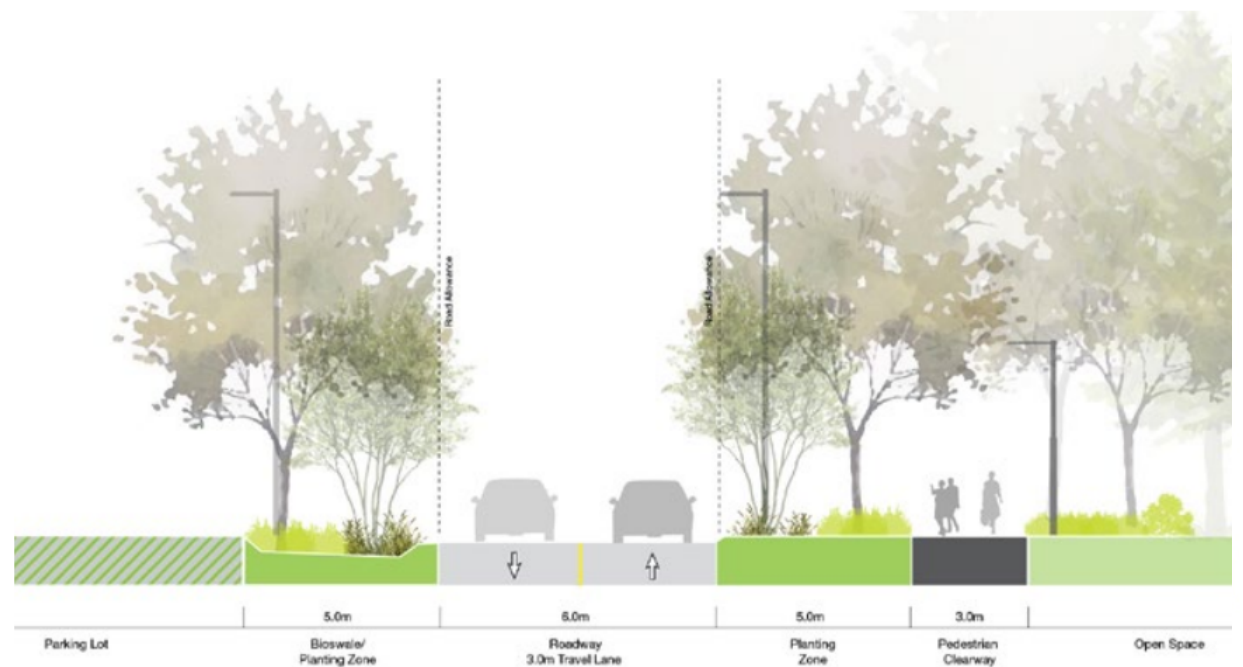 Road Allowance
Road Allowance
5.0m
6.0m
5.0m
3.0m
Parking Lot
Bioswale/
Planting Zone
Roadway
3.0m Travel Lane
Planting
Zone
Pedestrian
Clearway
Open Space